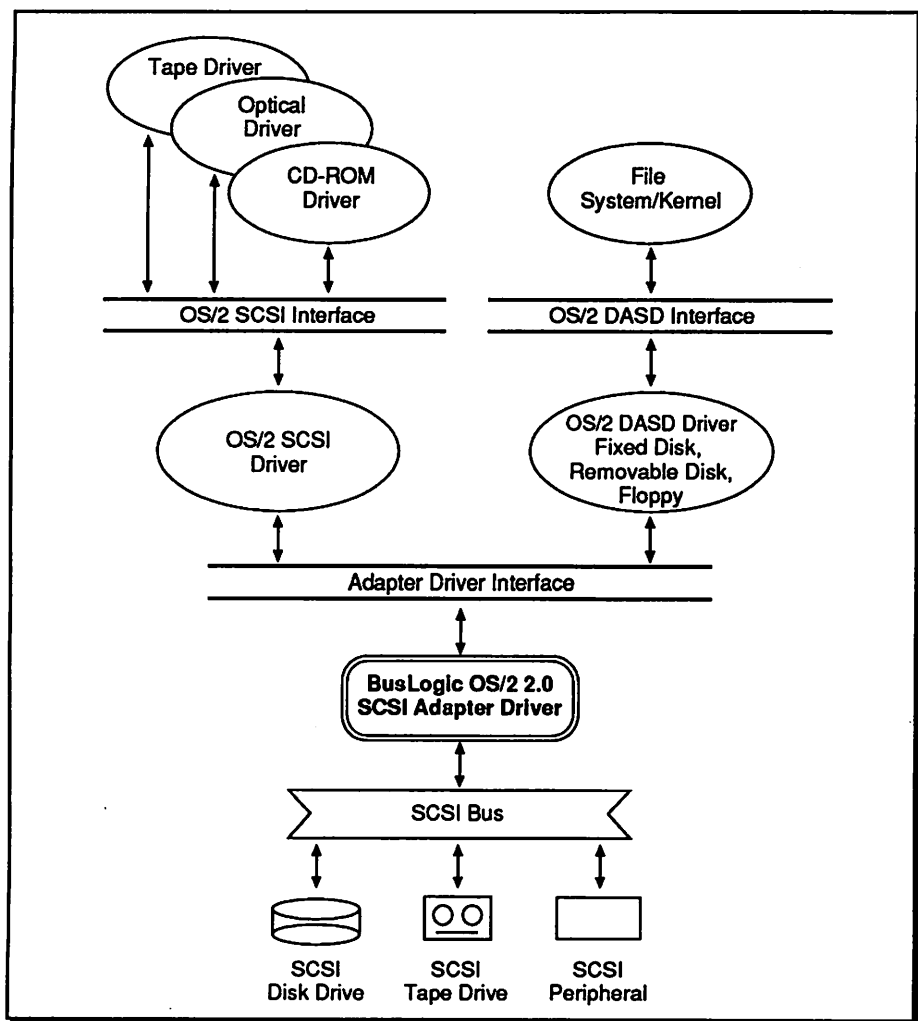 Tape Driver
Optical
Driver
CD-ROM
Driver
File
System/Kernel
OS/2 SCSI Interface
OS/2 DASD Interface
OS/2 SCSI
Driver
OS/2 DASD Driver
Fixed Disk,
Removable Disk,
Floppy
Adapter Driver Interface
BusLogic OS/2 2.0
SCSI Adapter Driver
SCSI Bus
SCSI
Disk Drive
SCSI
Tape Drive
SCSI
Peripheral